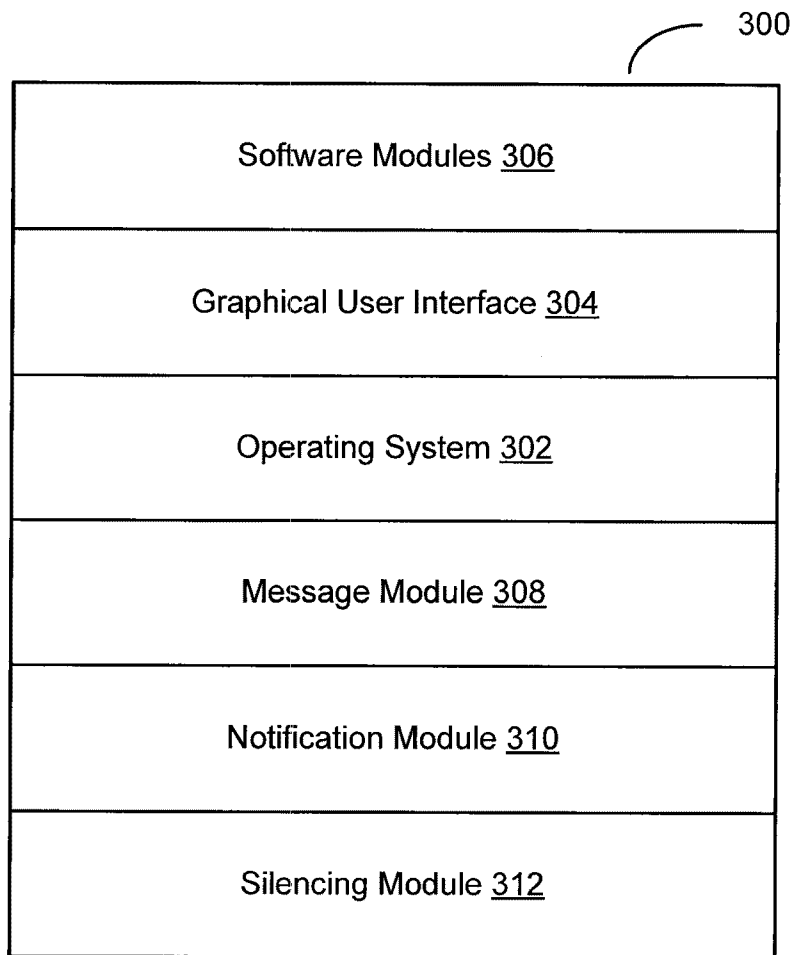 300
Software Modules 306
Graphical User Interface 304
Operating System 302
Message Module 308
Notification Module 310
Silencing Module 312